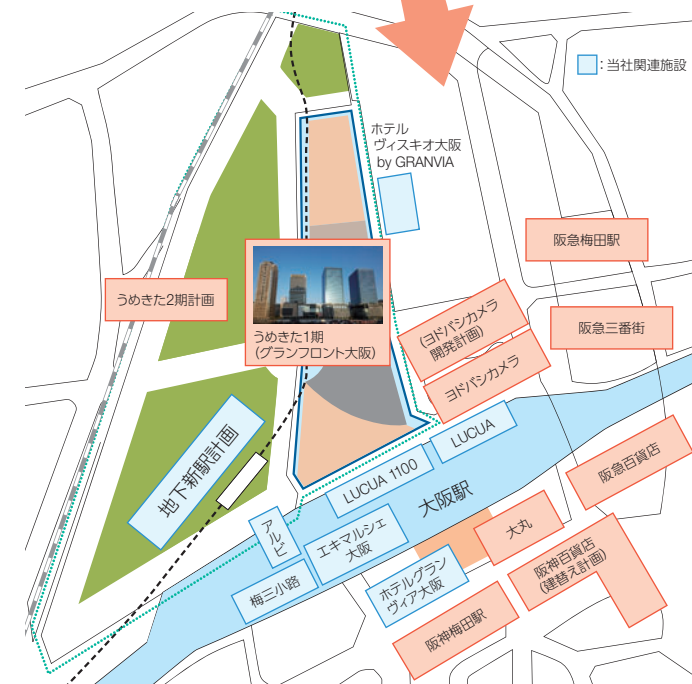 ：当社関連施設
ホテル
ヴィスキオ大阪
by GRANVIA
阪急梅田駅
うめきた2期計画
阪急三番街
うめきた1期
（グランフロント大阪）
（ヨドバシカメラ
開発計画）
ヨドバシカメラ
LUCUA
地下新駅計画
LUCUA 1100
大阪駅
阪急百貨店
アル
ビ
エキマルシェ
大阪
大丸
梅三小路
ホテルグラン
ヴィア大阪
阪神百貨店
（建替え計画）
阪神梅田駅